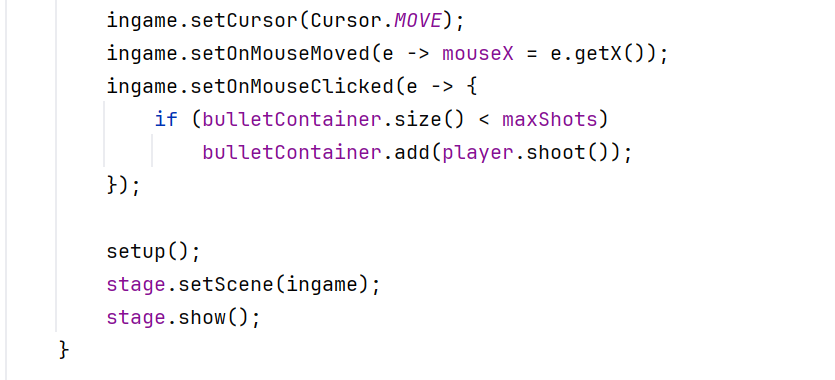 ingame.setCursor(Cursor.MOVE);
ingame.setOnMouseMoved(e -> mouseX = e.getX());
ingame.setOnMouseClicked(e -> {
    if (bulletContainer.size() < maxShots)
        bulletContainer.add(player.shoot());
});

setup();
stage.setScene(ingame);
stage.show();
}